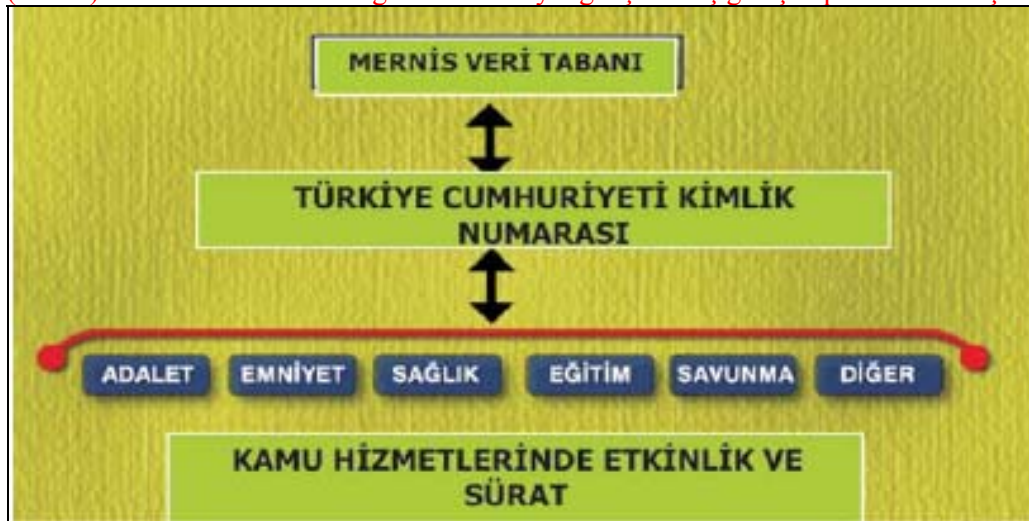 MERNİS VERİ TABANI
TÜRKİYE CUMHURİYETİ KİMLİK
NUMARASI
ADALET EMNİYET SAĞLIK EĞİTİM SAVUNMA DİĞER
KAMU HİZMETLERİNDE ETKİNLİK VE
SÜRAT